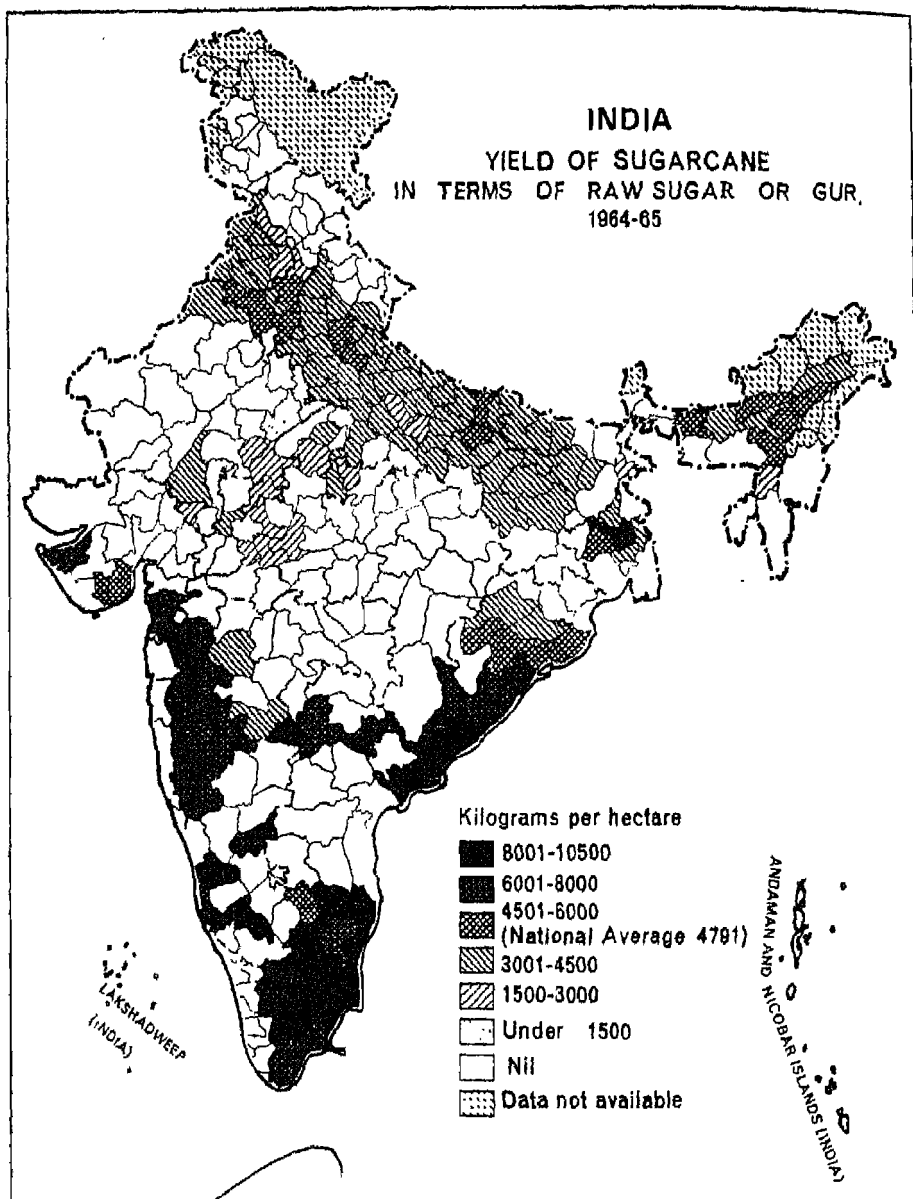 INDIA
YIELD OF SUGARCANE
IN TERMS OF RAW SUGAR OR GUR,
1964-65
Kilograms per hectare
8001-10500
6001-8000
4501-6000
(National Average 4791)
3001-4500
1500-3000
Under 1500
Nil
Data not available
LAKSHADWEEP
(INDIA)
ANDAMAN AND NICOBAR ISLANDS (INDIA)